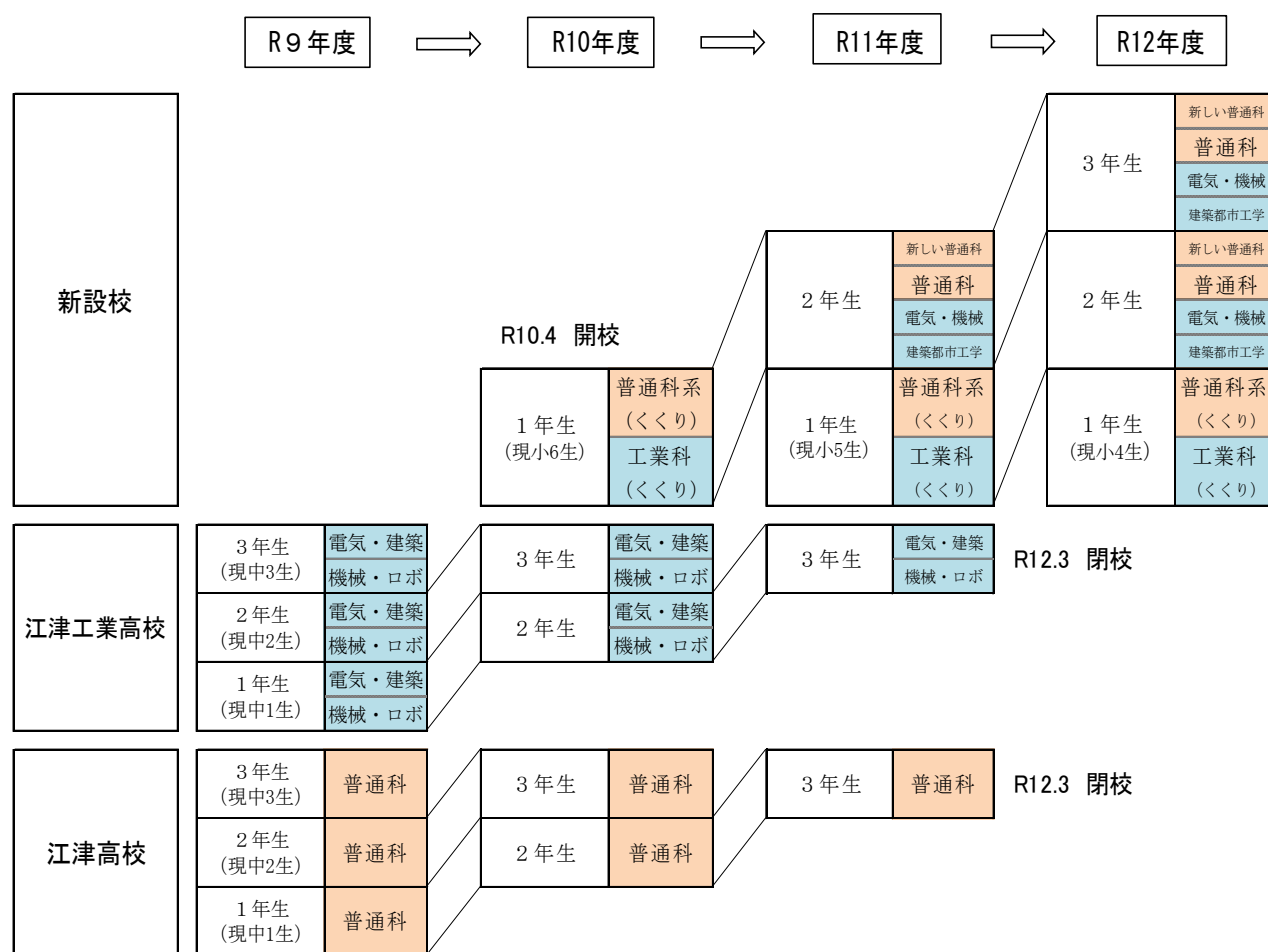 R9年度
R10年度
R11年度
R12年度
新設校
R10.4 開校
1年生
(現小6生)
普通科系
(くくり)
工業科
(くくり)
2年生
新しい普通科
普通科
電気・機械
建築都市工学
1年生
(現小5生)
普通科系
(くくり)
工業科
(くくり)
3年生
新しい普通科
普通科
電気・機械
建築都市工学
2年生
新しい普通科
普通科
電気・機械
建築都市工学
1年生
(現小4生)
普通科系
(くくり)
工業科
(くくり)
江津工業高校
3年生
(現中3生)
電気・建築
機械・ロボ
2年生
(現中2生)
電気・建築
機械・ロボ
1年生
(現中1生)
電気・建築
機械・ロボ
3年生
電気・建築
機械・ロボ
2年生
電気・建築
機械・ロボ
3年生
電気・建築
機械・ロボ
R12.3 閉校
江津高校
3年生
(現中3生)
普通科
2年生
(現中2生)
普通科
1年生
(現中1生)
普通科
3年生
普通科
2年生
普通科
3年生
普通科
R12.3 閉校